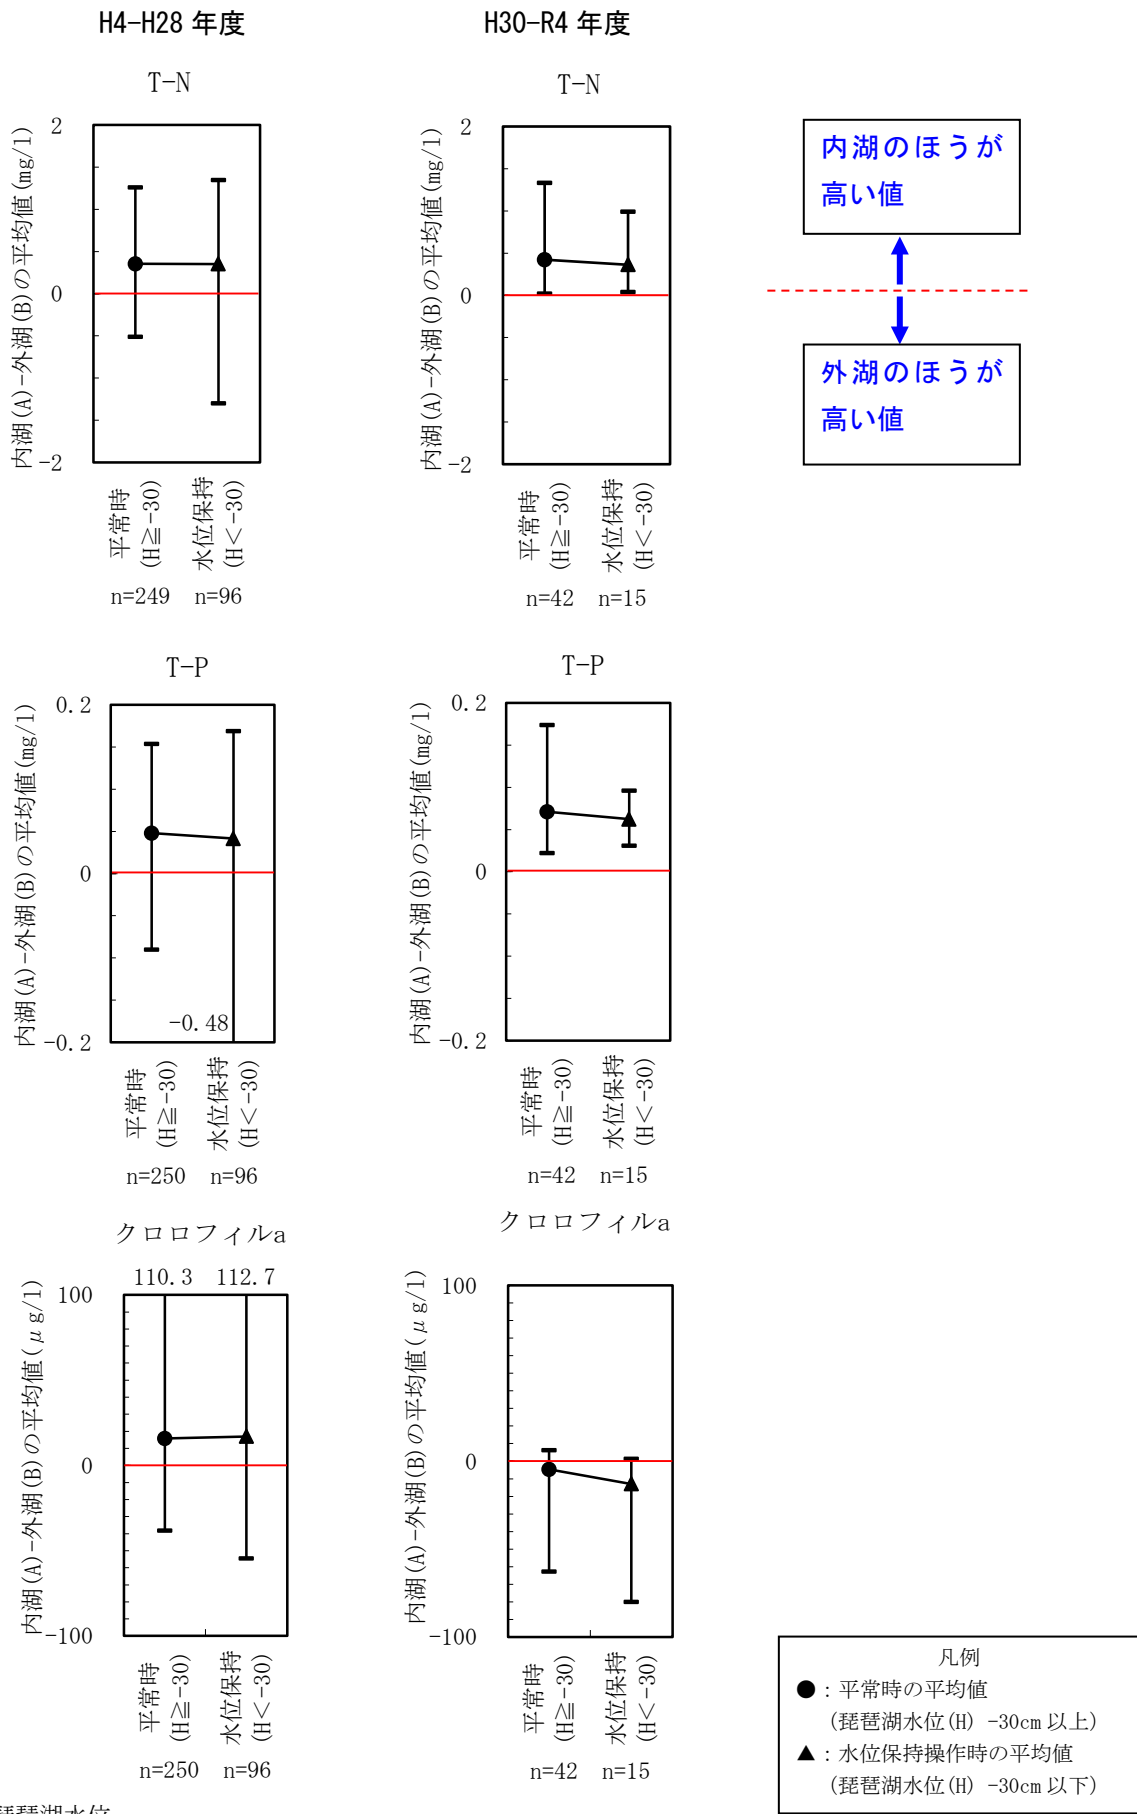 H4-H28 年度
H30-R4 年度
T-N
内湖(A)-外湖(B)の平均値(mg/l)
2
0
-2
平常時
(H≧-30)
水位保持
(H<-30)
n=249
n=96
T-N
内湖(A)-外湖(B)の平均値(mg/l)
2
0
-2
平常時
(H≧-30)
水位保持
(H<-30)
n=42
n=15
内湖のほうが
高い値
外湖のほうが
高い値
T-P
内湖(A)-外湖(B)の平均値(mg/l)
0.2
0
-0.2
-0.48
平常時
(H≧-30)
水位保持
(H<-30)
n=250
n=96
T-P
内湖(A)-外湖(B)の平均値(mg/l)
0.2
0
-0.2
平常時
(H≧-30)
水位保持
(H<-30)
n=42
n=15
クロロフィルa
110.3
112.7
内湖(A)-外湖(B)の平均値(μg/l)
100
0
-100
平常時
(H≧-30)
水位保持
(H<-30)
n=250
n=96
クロロフィルa
内湖(A)-外湖(B)の平均値(μg/l)
100
0
-100
平常時
(H≧-30)
水位保持
(H<-30)
n=42
n=15
凡例
●：平常時の平均値
(琵琶湖水位(H) -30cm 以上)
▲：水位保持操作時の平均値
(琵琶湖水位(H) -30cm 以下)
琵琶湖水位